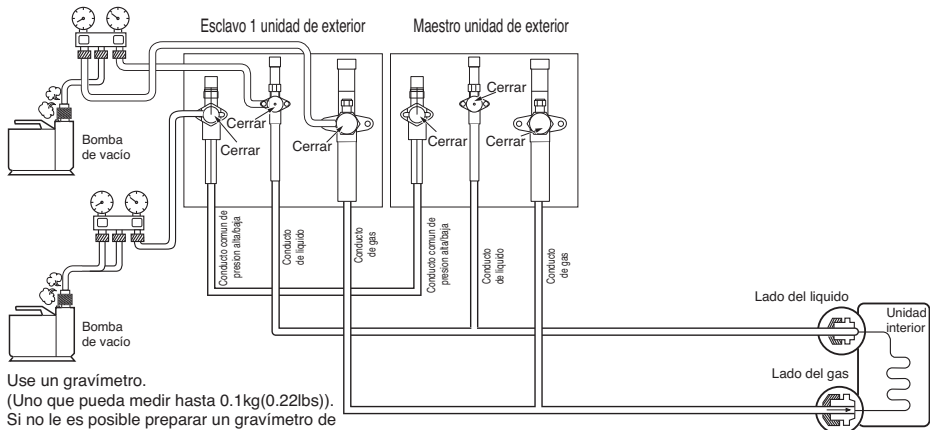 Esclavo 1 unidad de exterior
Maestro unidad de exterior
Cerrar
Cerrar
Cerrar
Cerrar
Cerrar
Cerrar
Bomba
de vacío
Conducto comun de
presion alta/baja
Conducto
de liquido
Conducto
de gas
Conducto comun de
presion alta/baja
Conducto
de liquido
Conducto
de gas
Bomba
de vacío
Lado del liquido
Unidad
interior
Lado del gas
Use un gravímetro.
(Uno que pueda medir hasta 0.1kg(0.22lbs)).
Si no le es posible preparar un gravímetro de